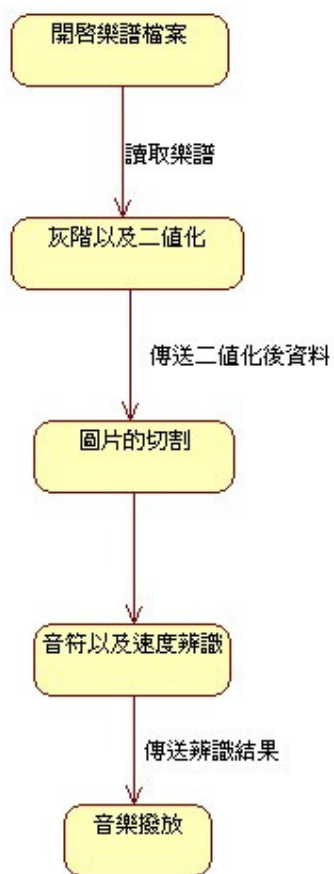 開啟樂譜檔案
讀取樂譜
灰階以及二值化
傳送二值化後資料
圖片的切割
音符以及速度辨識
傳送辨識結果
音樂撥放